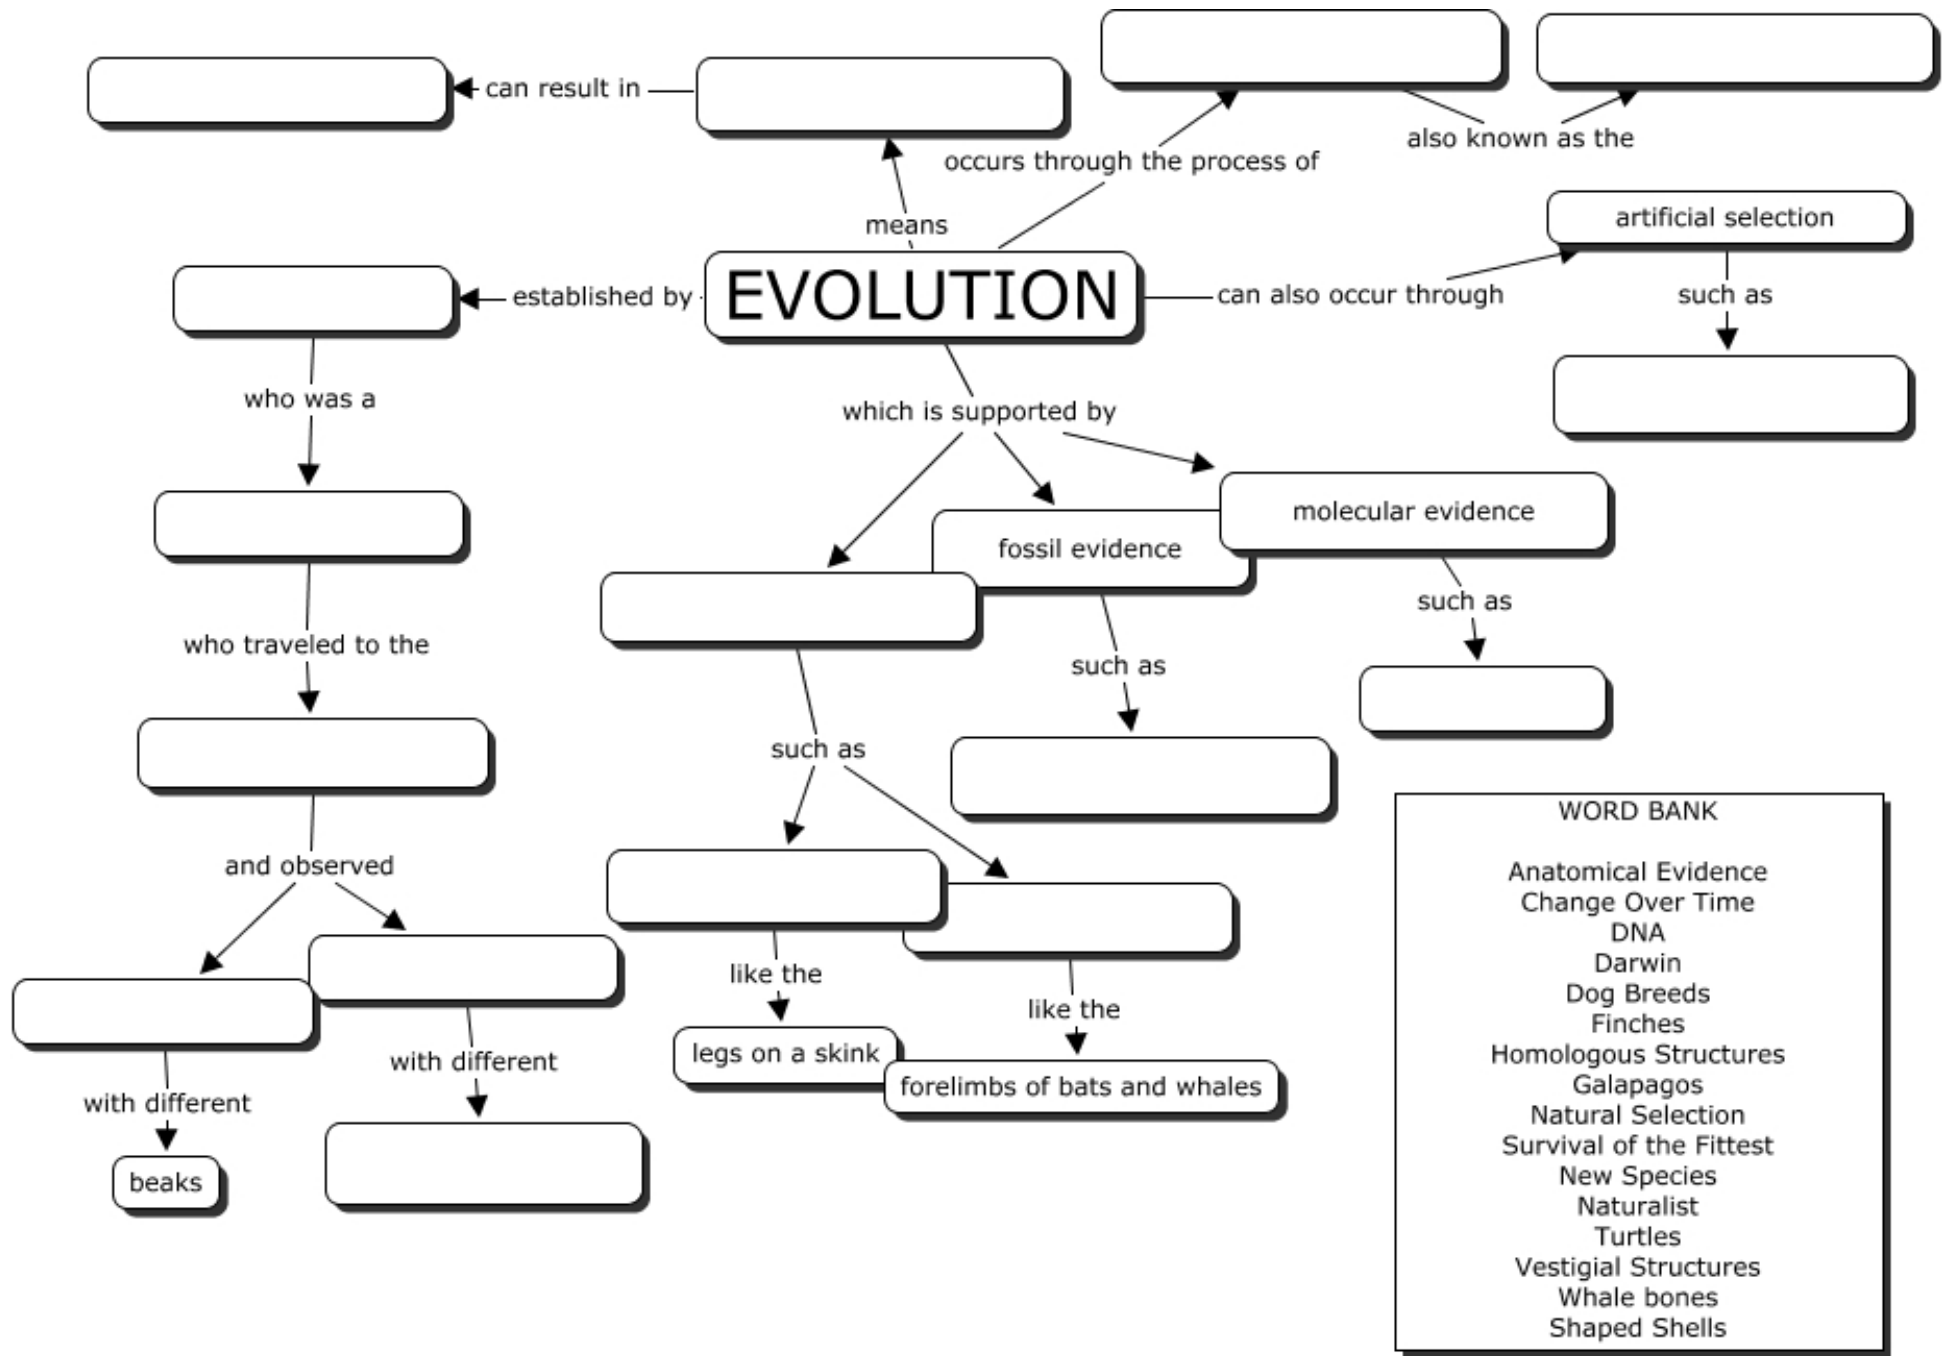 can result in
also known as the
occurs through the process of
means
artificial selection
established by
EVOLUTION
can also occur through
such as
who was a
which is supported by
molecular evidence
fossil evidence
such as
who traveled to the
such as
such as
and observed
like the
like the
legs on a skink
with different
forelimbs of bats and whales
with different
beaks
WORD BANK
Anatomical Evidence
Change Over Time
DNA
Darwin
Dog Breeds
Finches
Homologous Structures
Galapagos
Natural Selection
Survival of the Fittest
New Species
Naturalist
Turtles
Vestigial Structures
Whale bones
Shaped Shells